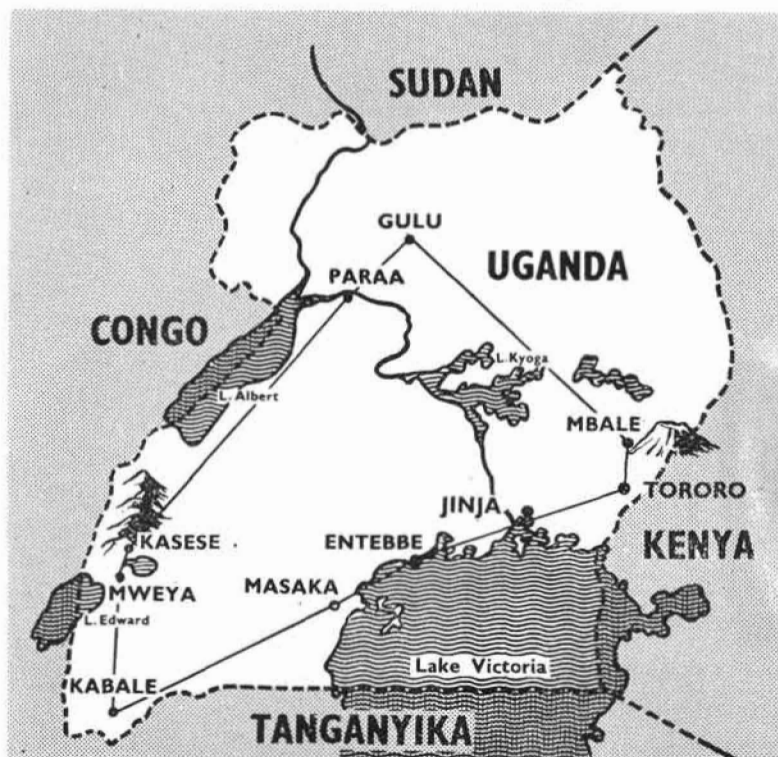 SUDAN
GULU
UGANDA
PARAA
CONGO
L. Kyoga
L. Albert
MBALE
JINJA
TORORO
KASESE
ENTEBBE
KENYA
MWEYA
MASAKA
L. Edward
Lake Victoria
KABALE
TANGANYIKA